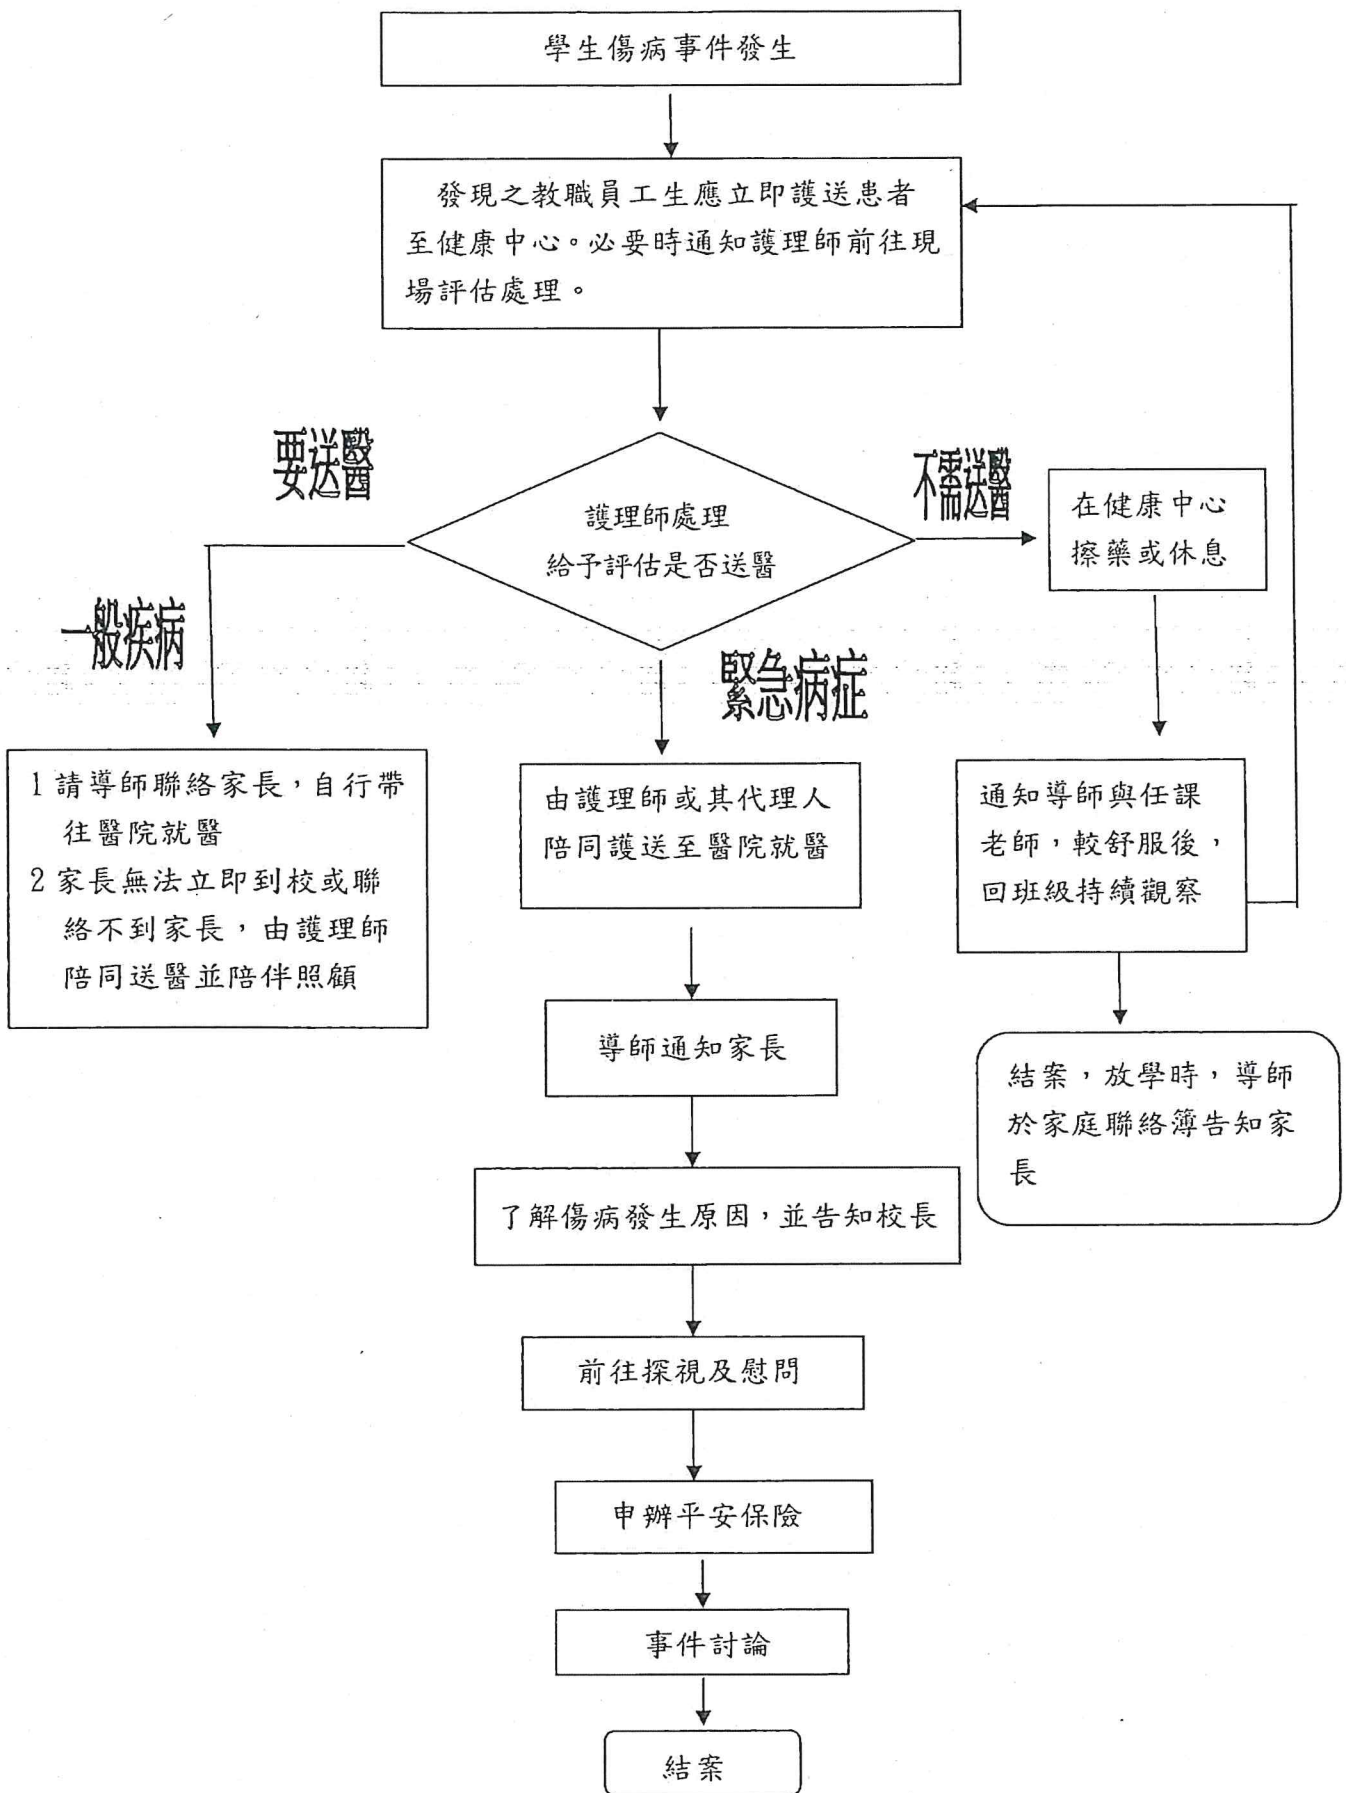 學生傷病事件發生
發現之教職員工生應立即護送患者
至健康中心。必要時通知護理師前往現
場評估處理。
要送醫
不需送醫
護理師處理
給予評估是否送醫
在健康中心
擦藥或休息
一般疾病
緊急病症
1 請導師聯絡家長，自行帶
往醫院就醫
2 家長無法立即到校或聯
絡不到家長，由護理師
陪同送醫並陪伴照顧
由護理師或其代理人
陪同護送至醫院就醫
通知導師與任課
老師，較舒服後，
回班級持續觀察
導師通知家長
結案，放學時，導師
於家庭聯絡簿告知家
長
了解傷病發生原因，並告知校長
前往探視及慰問
申辦平安保險
事件討論
結案